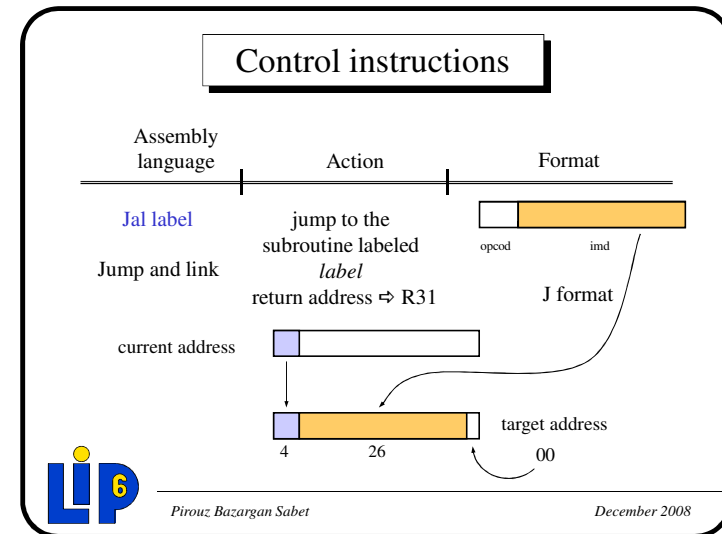 Control instructions
Assembly
language
Action
Format
Jal label
Jump and link
jump to the
subroutine labeled
label
return address ⇨ R31
opcod
imd
J format
current address
target address
4
26
00
LiP6
Pirouz Bazargan Sabet
December 2008